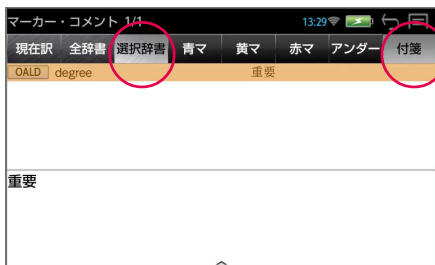 マーカー・コメント 1/1 13:29
現在訳 全辞書 選択辞書 青マ 黄マ 赤マ アンダー 付箋
OALD degree 重要
重要